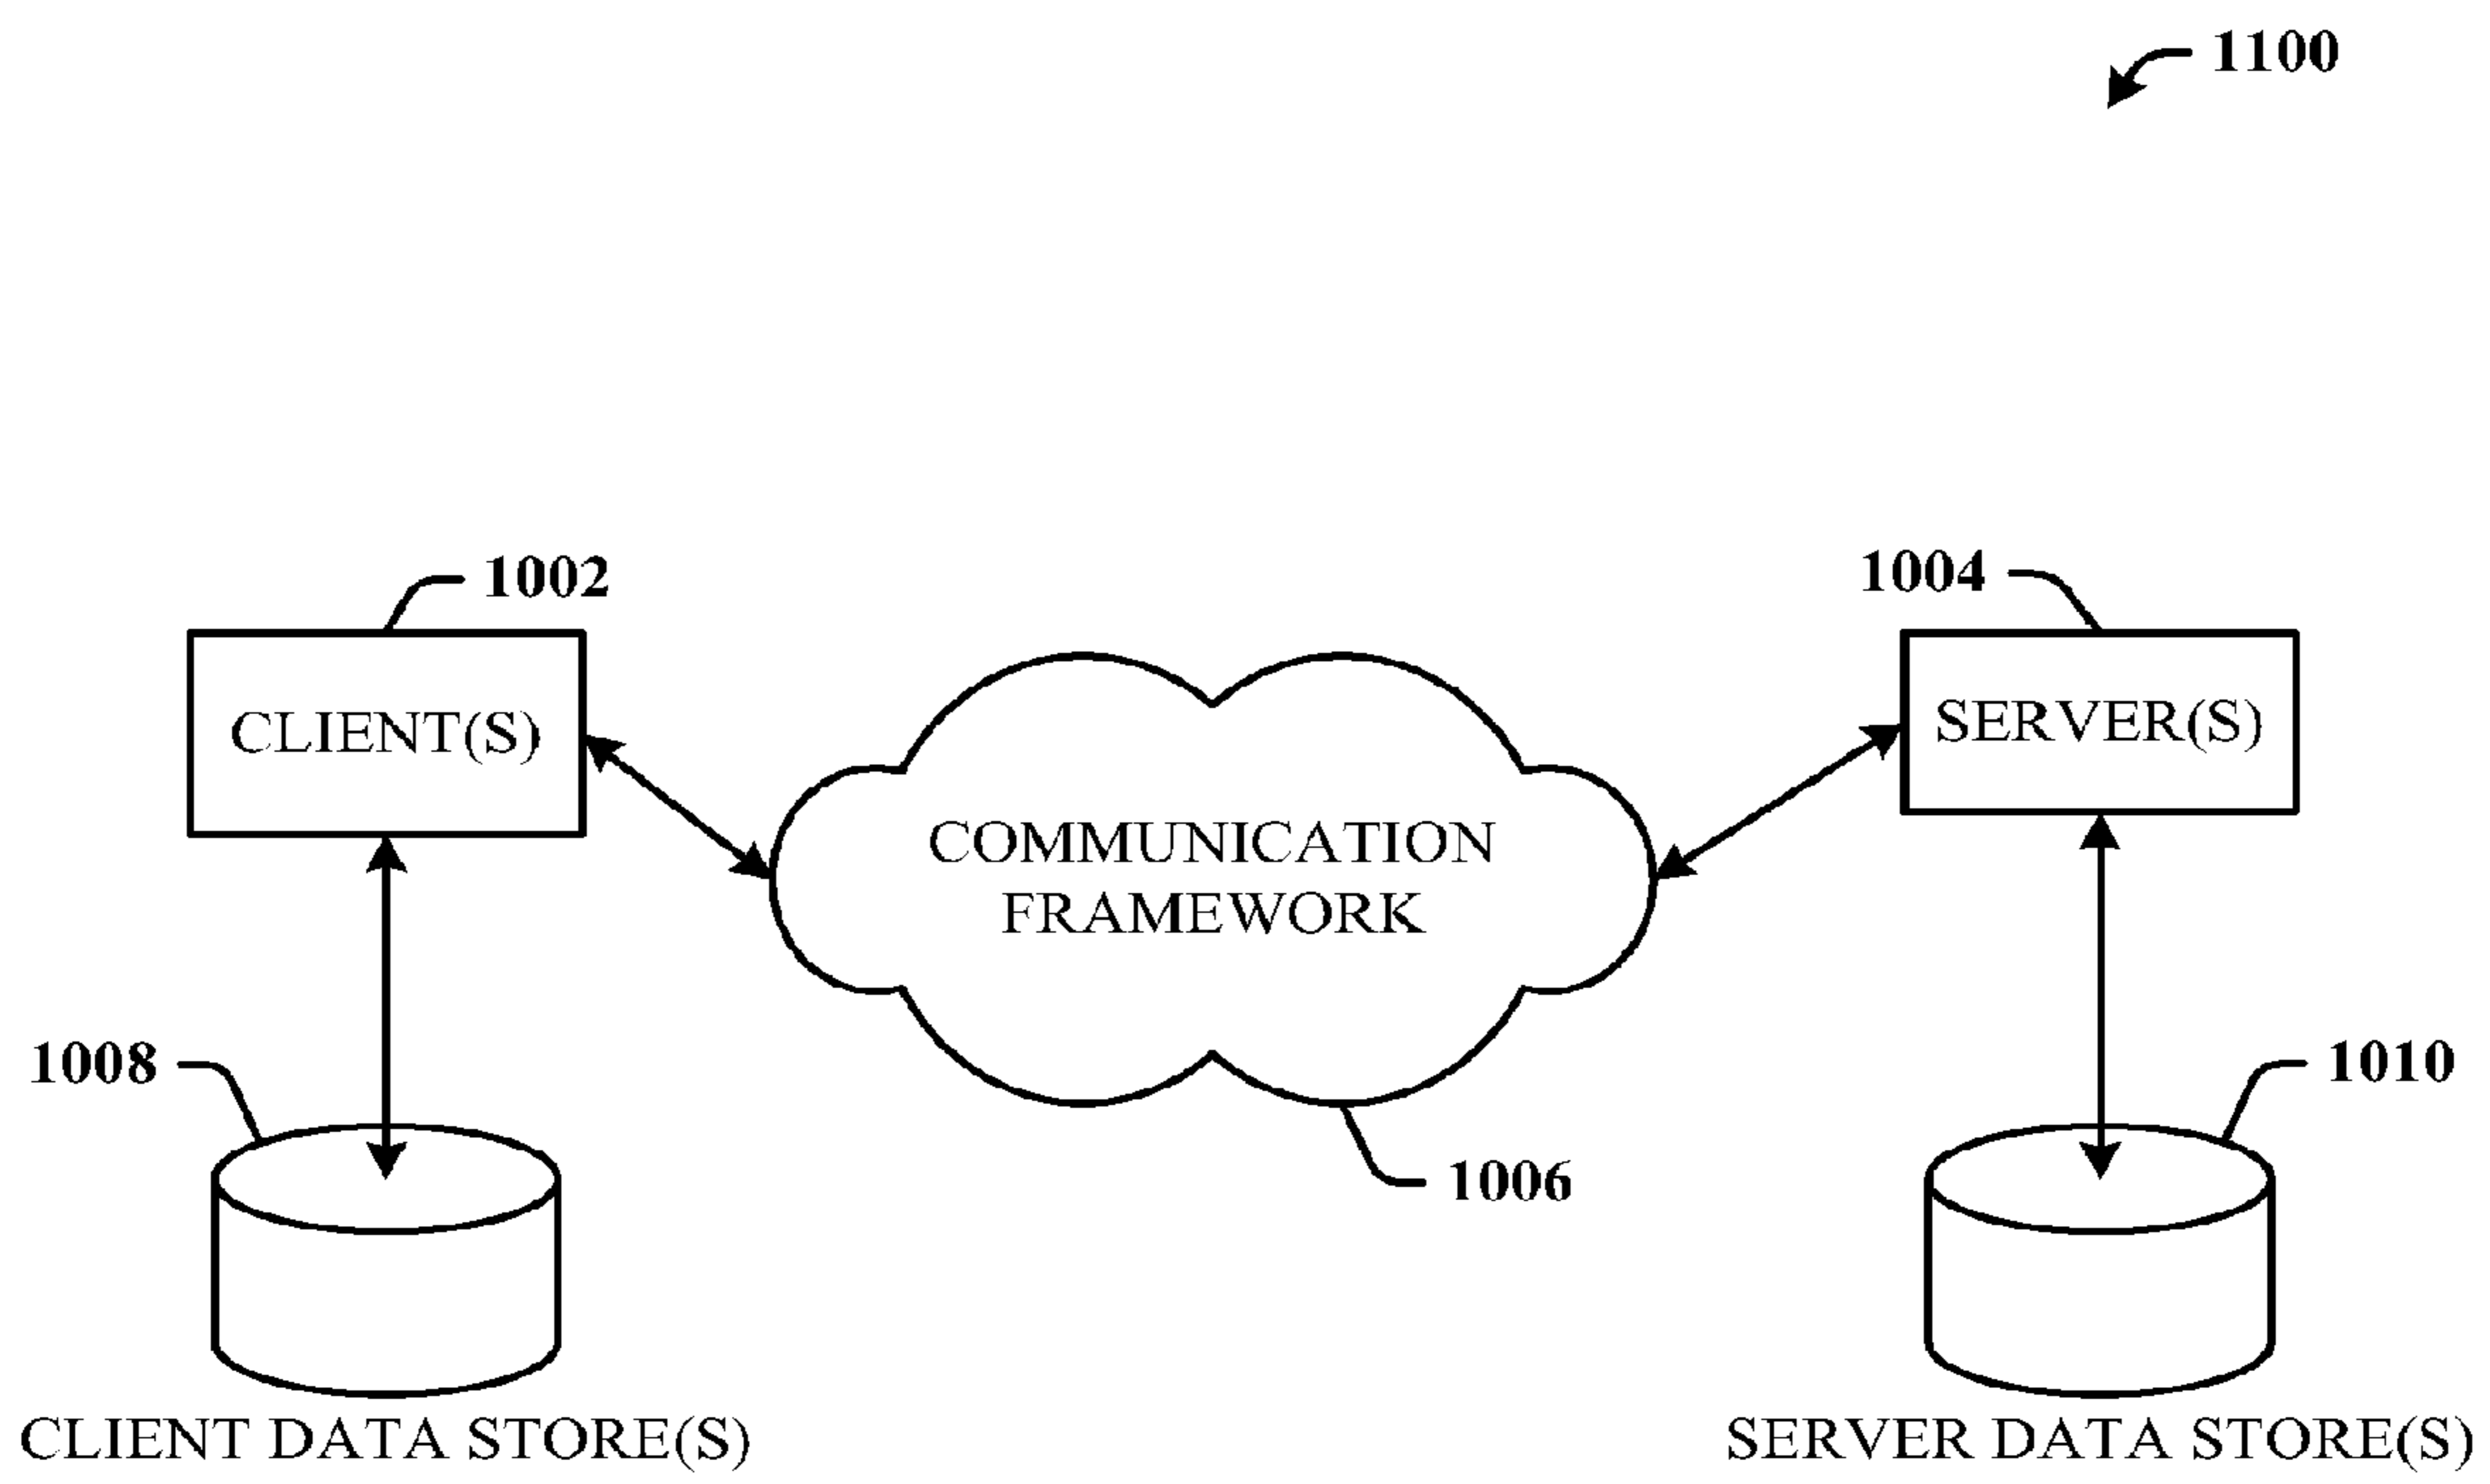 1100
1002
1004
CLIENT(S)
SERVER(S)
COMMUNICATION
FRAMEWORK
1008
1010
1006
CLIENT DATA STORE(S)
SERVER DATA STORE(S)